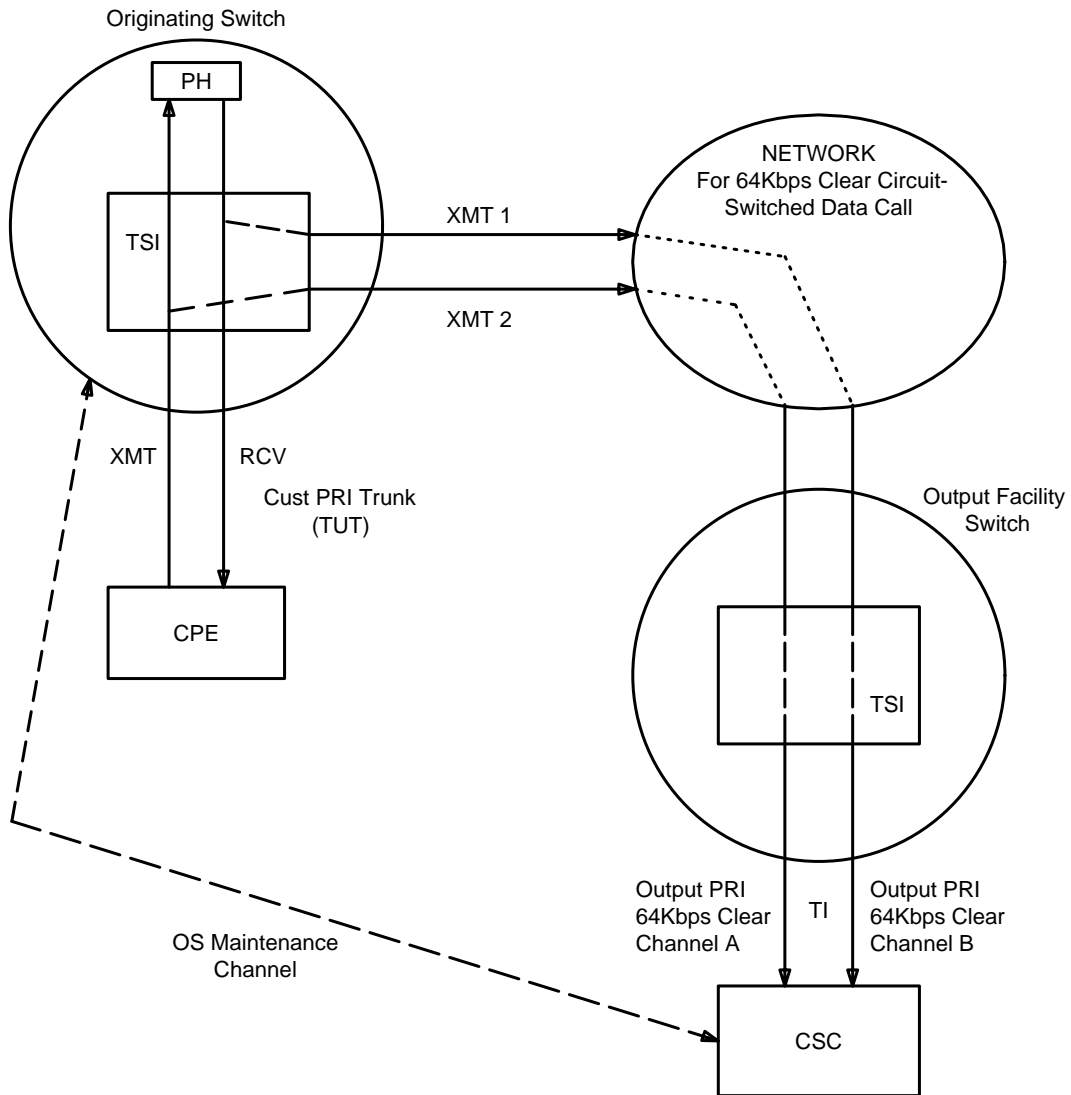 Originating Switch
PH
NETWORK
For 64Kbps Clear Circuit-
Switched Data Call
XMT 1
TSI
XMT 2
XMT
RCV
Cust PRI Trunk
(TUT)
Output Facility
Switch
CPE
TSI
Output PRI
64Kbps Clear
Channel A
TI
Output PRI
64Kbps Clear
Channel B
OS Maintenance
Channel
CSC